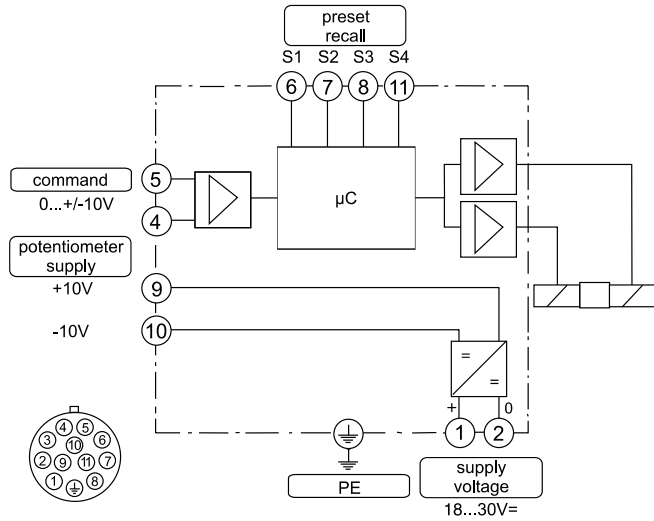 preset
recall
S1 S2 S3 S4
6 7 8 11
command
0...+/-10V
5
4
µC
potentiometer
supply
+10V
9
-10V
10
=
=
+ 0
1 2
PE
supply
voltage
18...30V=
4 5
3 10 6
2 9 11 7
1 8